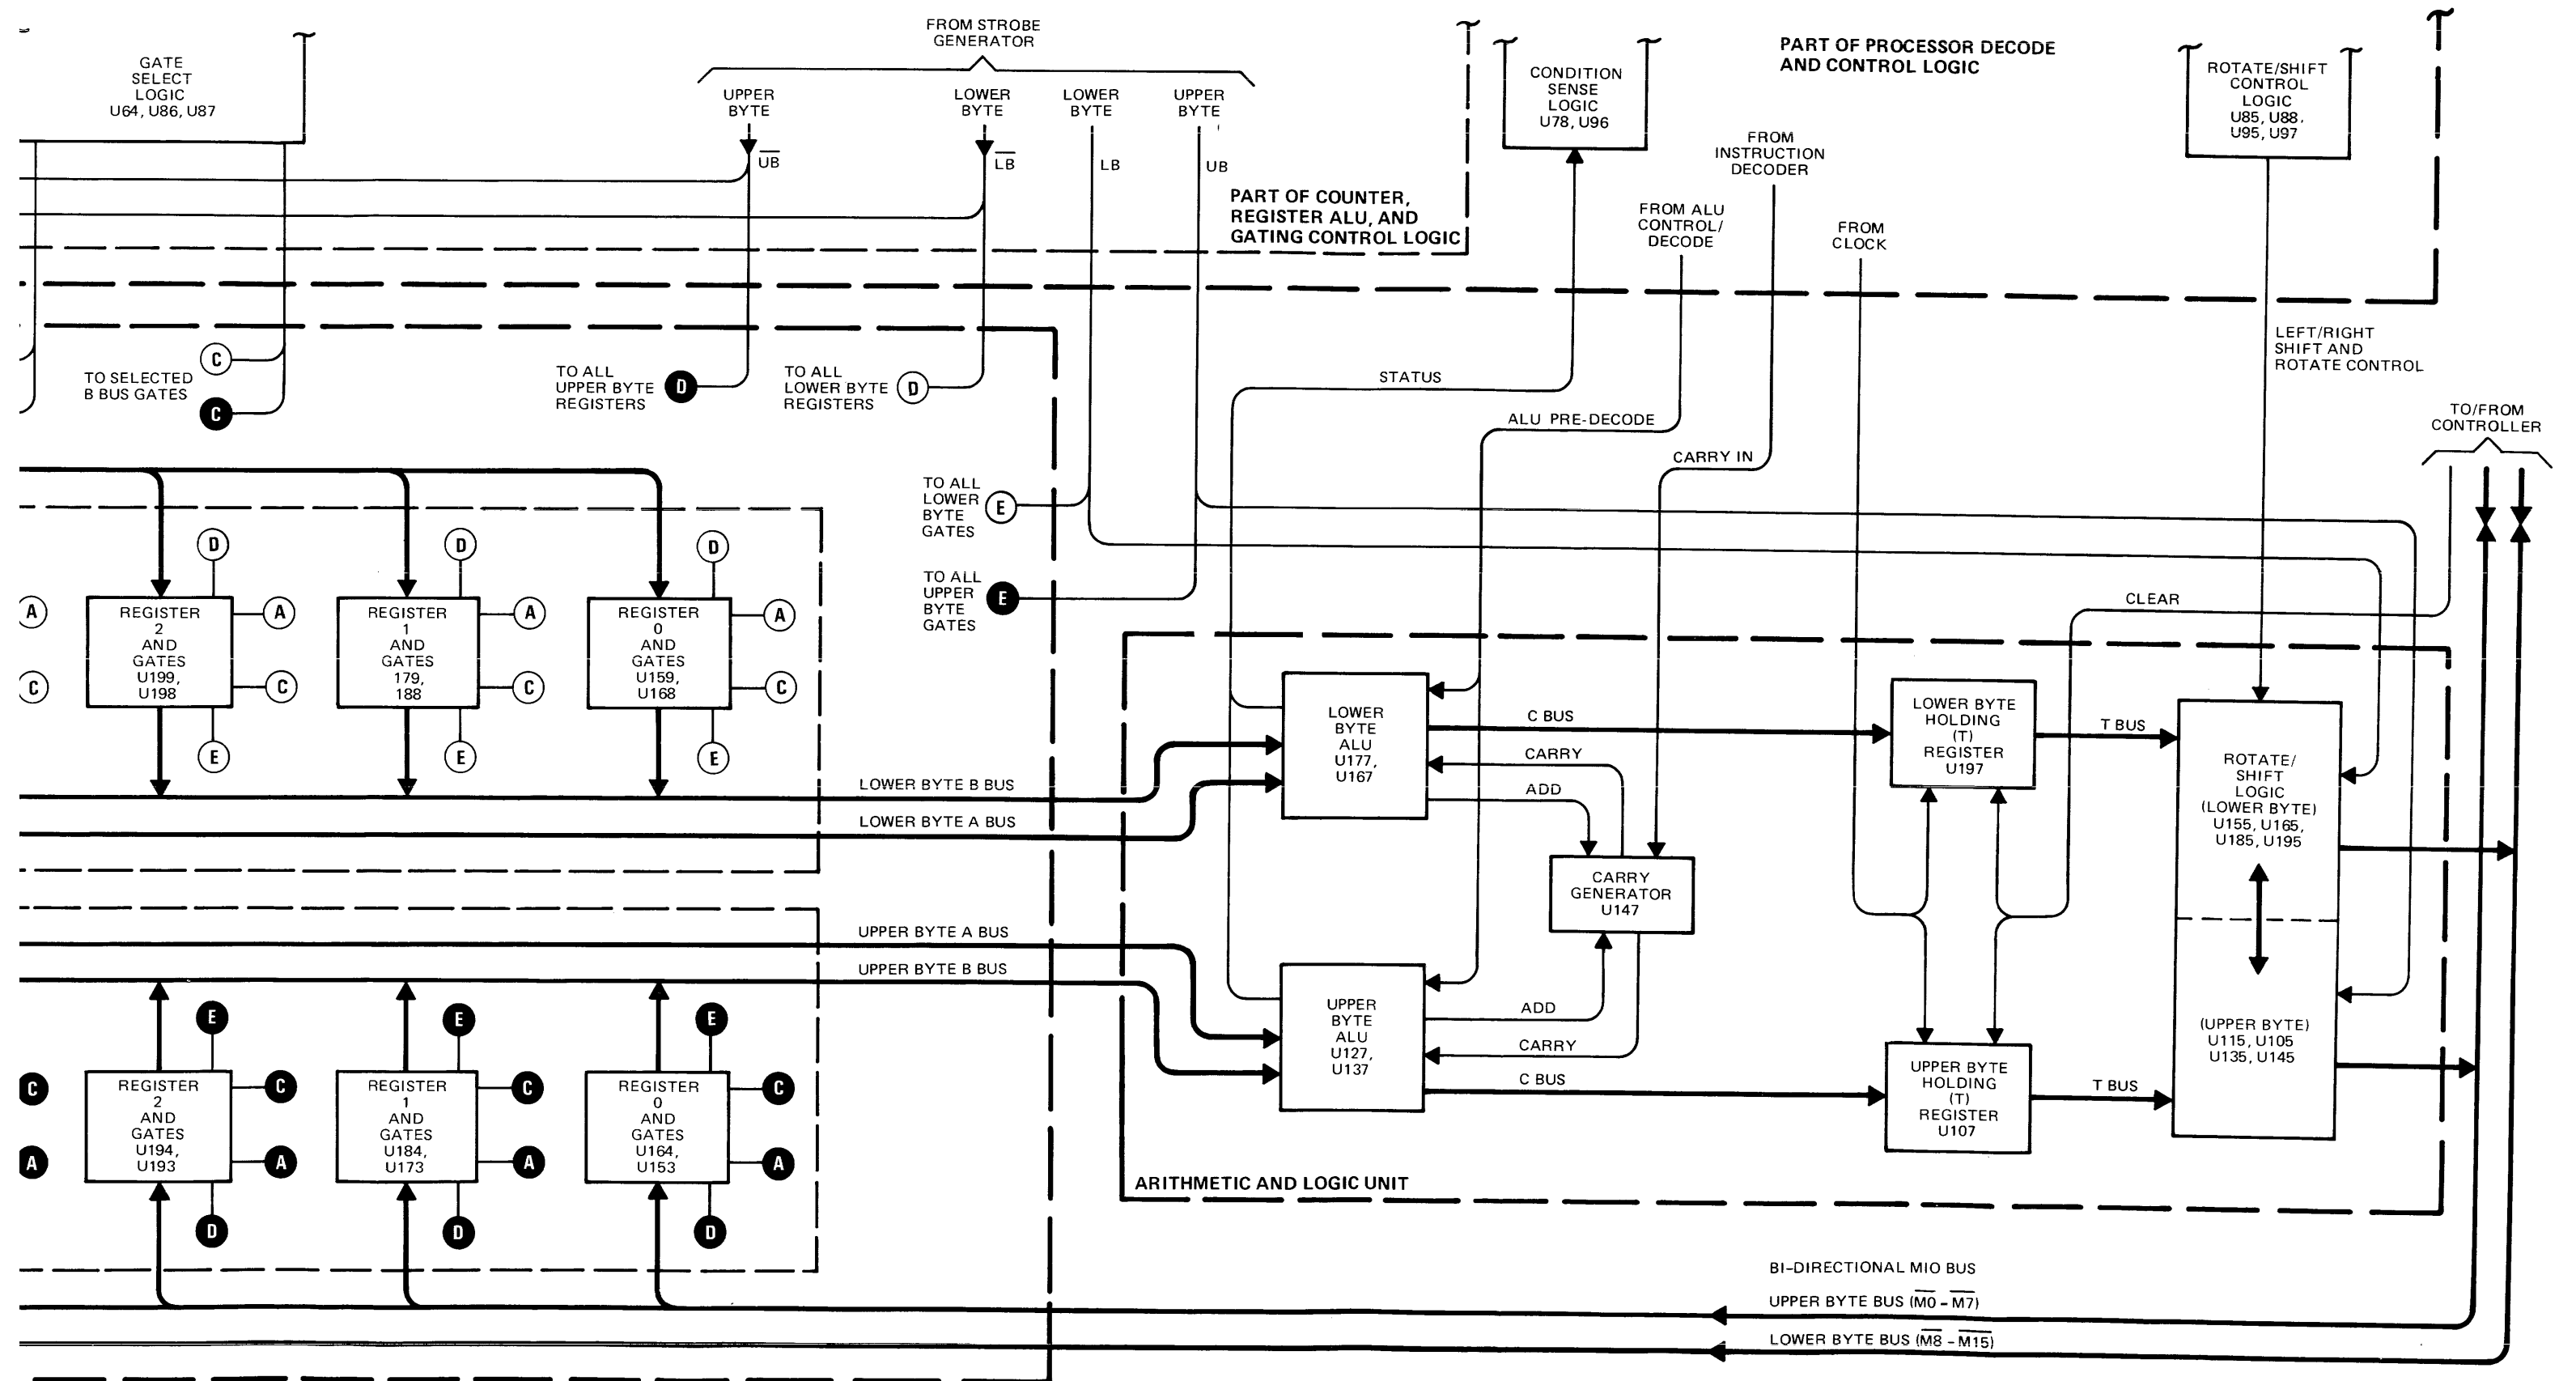 GATE
SELECT
LOGIC
U64, U86, U87
FROM STROBE
GENERATOR
UPPER
BYTE
LOWER
BYTE
LOWER
BYTE
UPPER
BYTE
UB
LB
LB
UB
PART OF COUNTER,
REGISTER ALU, AND
GATING CONTROL LOGIC
CONDITION
SENSE
LOGIC
U78, U96
PART OF PROCESSOR DECODE
AND CONTROL LOGIC
FROM
INSTRUCTION
DECODER
FROM ALU
CONTROL/
DECODE
FROM
CLOCK
ROTATE/SHIFT
CONTROL
LOGIC
U85, U88,
U95, U97
LEFT/RIGHT
SHIFT AND
ROTATE CONTROL
TO/FROM
CONTROLLER
C
TO SELECTED
B BUS GATES
C
TO ALL
UPPER BYTE
REGISTERS
D
TO ALL
LOWER BYTE
REGISTERS
D
STATUS
ALU PRE-DECODE
CARRY IN
TO ALL
LOWER
BYTE
GATES
E
TO ALL
UPPER
BYTE
GATES
E
CLEAR
D
D
D
A
REGISTER
2
AND
GATES
U199,
U198
A
REGISTER
1
AND
GATES
179,
188
A
REGISTER
0
AND
GATES
U159,
U168
A
C
C
C
C
E
E
E
LOWER BYTE B BUS
LOWER BYTE A BUS
LOWER
BYTE
ALU
U177,
U167
C BUS
CARRY
ADD
LOWER BYTE
HOLDING
(T)
REGISTER
U197
T BUS
ROTATE/
SHIFT
LOGIC
(LOWER BYTE)
U155, U165,
U185, U195
CARRY
GENERATOR
U147
UPPER BYTE A BUS
UPPER BYTE B BUS
UPPER
BYTE
ALU
U127,
U137
ADD
CARRY
C BUS
UPPER BYTE
HOLDING
(T)
REGISTER
U107
T BUS
(UPPER BYTE)
U115, U105
U135, U145
E
E
E
C
REGISTER
2
AND
GATES
U194,
U193
C
REGISTER
1
AND
GATES
U184,
U173
C
REGISTER
0
AND
GATES
U164,
U153
C
A
A
A
A
D
D
D
ARITHMETIC AND LOGIC UNIT
BI-DIRECTIONAL MIO BUS
UPPER BYTE BUS (M0 - M7)
LOWER BYTE BUS (M8 - M15)